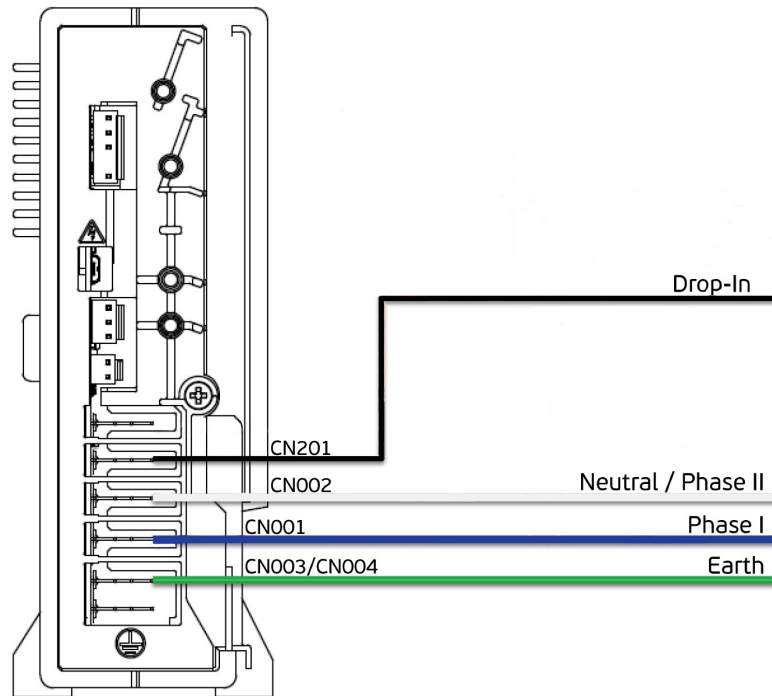 Drop-In
CN201
CN002
Neutral / Phase II
CN001
Phase I
CN003/CN004
Earth